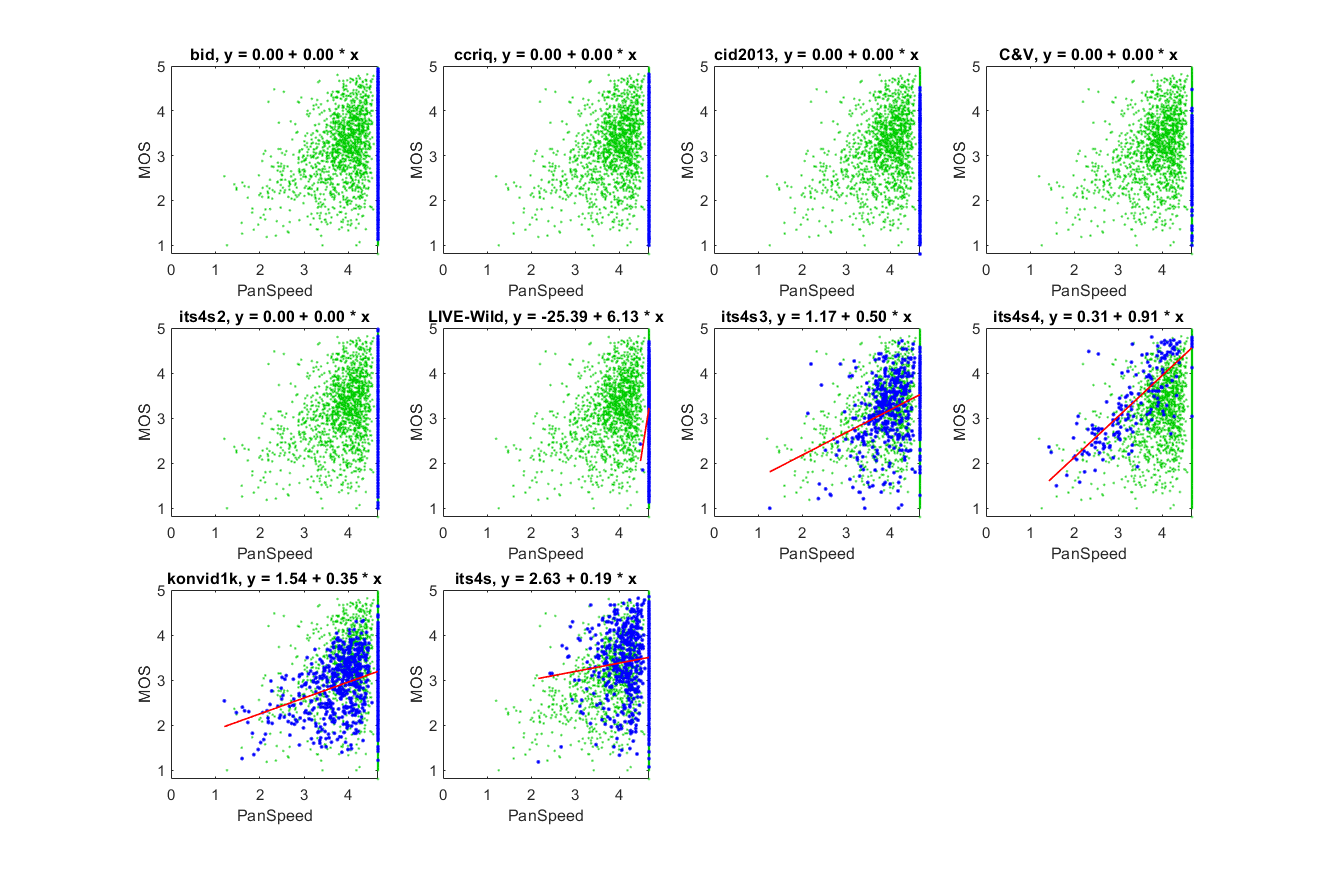 bid, y = 0.00 + 0.00 * x
ccriq, y = 0.00 + 0.00 * x
cid2013, y = 0.00 + 0.00 * x
C&V, y = 0.00 + 0.00 * x
5
4
3
2
1
MOS
0 1 2 3 4
PanSpeed
5
4
3
2
1
MOS
0 1 2 3 4
PanSpeed
5
4
3
2
1
MOS
0 1 2 3 4
PanSpeed
5
4
3
2
1
MOS
0 1 2 3 4
PanSpeed
its4s2, y = 0.00 + 0.00 * x
LIVE-Wild, y = -25.39 + 6.13 * x
its4s3, y = 1.17 + 0.50 * x
its4s4, y = 0.31 + 0.91 * x
5
4
3
2
1
MOS
0 1 2 3 4
PanSpeed
5
4
3
2
1
MOS
0 1 2 3 4
PanSpeed
5
4
3
2
1
MOS
0 1 2 3 4
PanSpeed
5
4
3
2
1
MOS
0 1 2 3 4
PanSpeed
konvid1k, y = 1.54 + 0.35 * x
its4s, y = 2.63 + 0.19 * x
5
4
3
2
1
MOS
0 1 2 3 4
PanSpeed
5
4
3
2
1
MOS
0 1 2 3 4
PanSpeed